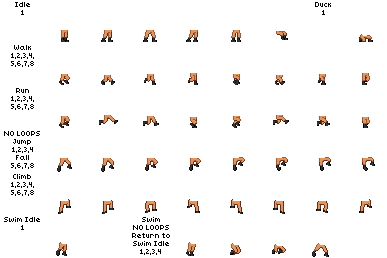 Idle
1
Duck
1
Walk
1,2,3,4,
5,6,7,8
Run
1,2,3,4,
5,6,7,8
NO LOOPS
Jump
1,2,3,4
Fall
5,6,7,8
Climb
1,2,3,4,
5,6,7,8
Swim Idle
1
Swim
NO LOOPS
Return to
Swim Idle
1,2,3,4